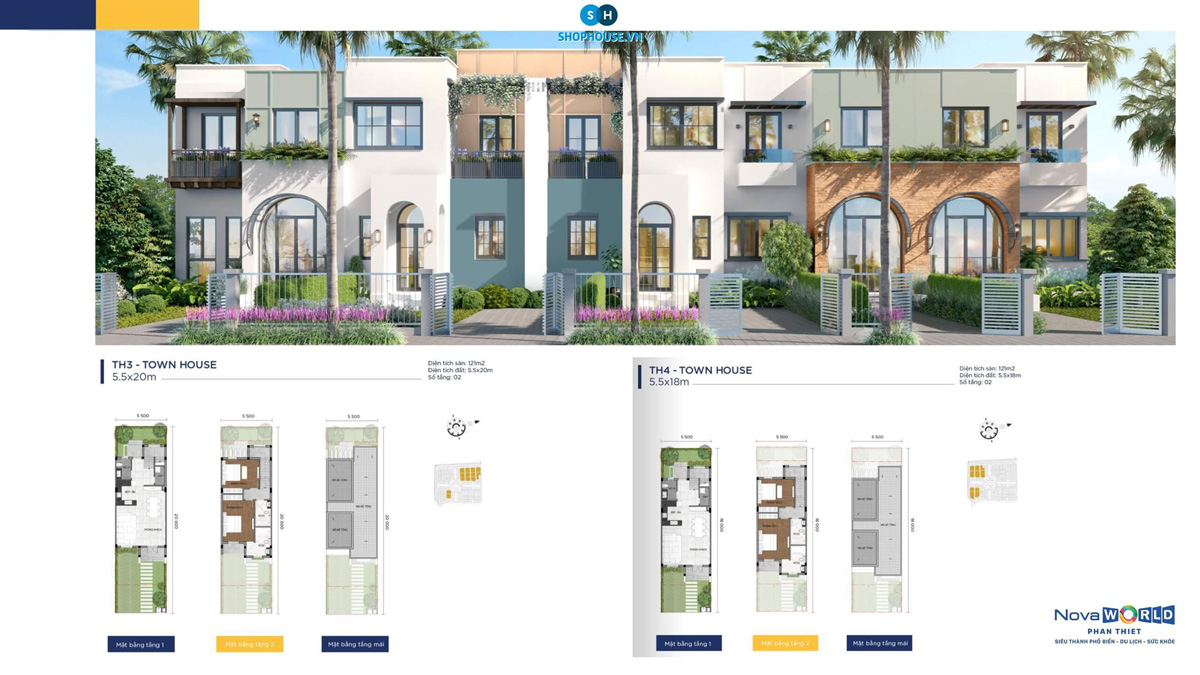 S H
SHOPHOUSE.VN
TH3 - TOWN HOUSE
5.5x20m
Diện tích sàn: 121m2
Diện tích đất: 5.5x20m
Số tầng: 02
TH4 - TOWN HOUSE
5.5x18m
Diện tích sàn: 121m2
Diện tích đất: 5.5x18m
Số tầng: 02
5 500
5 500
5 500
20 000
20 000
20 000
5 500
5 500
5 500
18 000
18 000
18 000
Mặt bằng tầng 1
Mặt bằng tầng 2
Mặt bằng tầng mái
Mặt bằng tầng 1
Mặt bằng tầng 2
Mặt bằng tầng mái
NovaWORLD
PHAN THIET
SIÊU THÀNH PHỐ BIỂN - DU LỊCH - SỨC KHỎE